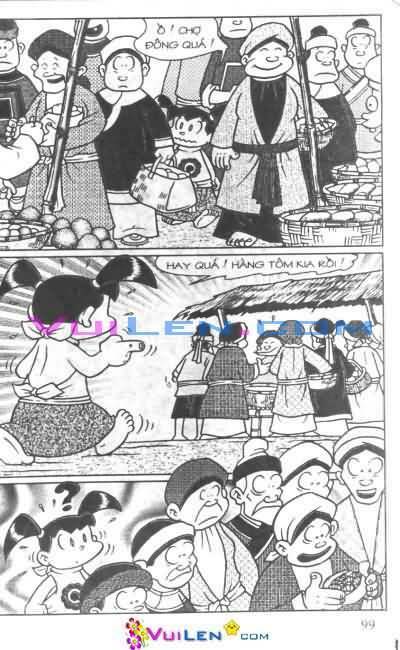 Ồ! CHỢ
ĐÔNG QUÁ!
HAY QUÁ! HÀNG TÔM KIA RỒI!
VuiLen.com
?
99
VuiLen.com